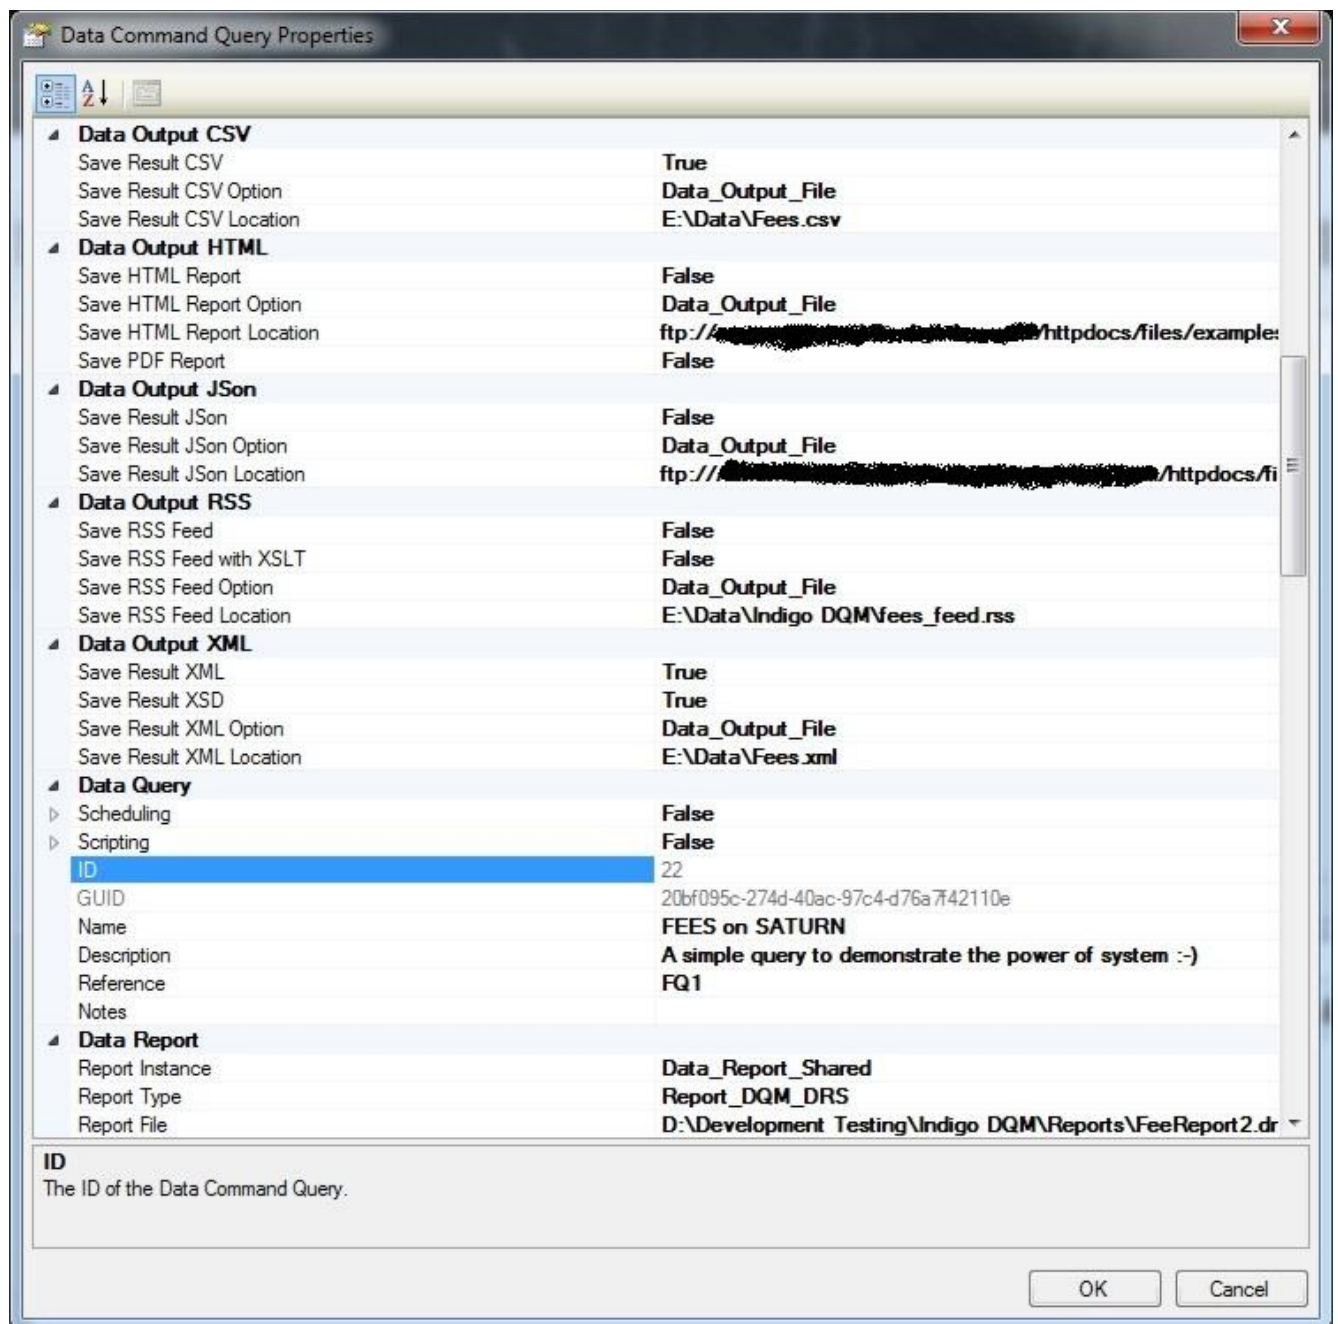 Data Command Query Properties
Data Output CSV
Save Result CSV True
Save Result CSV Option Data_Output_File
Save Result CSV Location E:\Data\Fees.csv
Data Output HTML
Save HTML Report False
Save HTML Report Option Data_Output_File
Save HTML Report Location ftp:// /httpdocs/files/examples
Save PDF Report False
Data Output JSon
Save Result JSon False
Save Result JSon Option Data_Output_File
Save Result JSon Location ftp:// /httpdocs/fi
Data Output RSS
Save RSS Feed False
Save RSS Feed with XSLT False
Save RSS Feed Option Data_Output_File
Save RSS Feed Location E:\Data\Indigo DQM\fees_feed.rss
Data Output XML
Save Result XML True
Save Result XSD True
Save Result XML Option Data_Output_File
Save Result XML Location E:\Data\Fees.xml
Data Query
Scheduling False
Scripting False
ID 22
GUID 20bf095c-274d-40ac-97c4-d76a7f42110e
Name FEES on SATURN
Description A simple query to demonstrate the power of system :-)
Reference FQ1
Notes
Data Report
Report Instance Data_Report_Shared
Report Type Report_DQM_DRS
Report File D:\Development Testing\Indigo DQM\Reports\FeeReport2.dr
ID
The ID of the Data Command Query.
OK Cancel